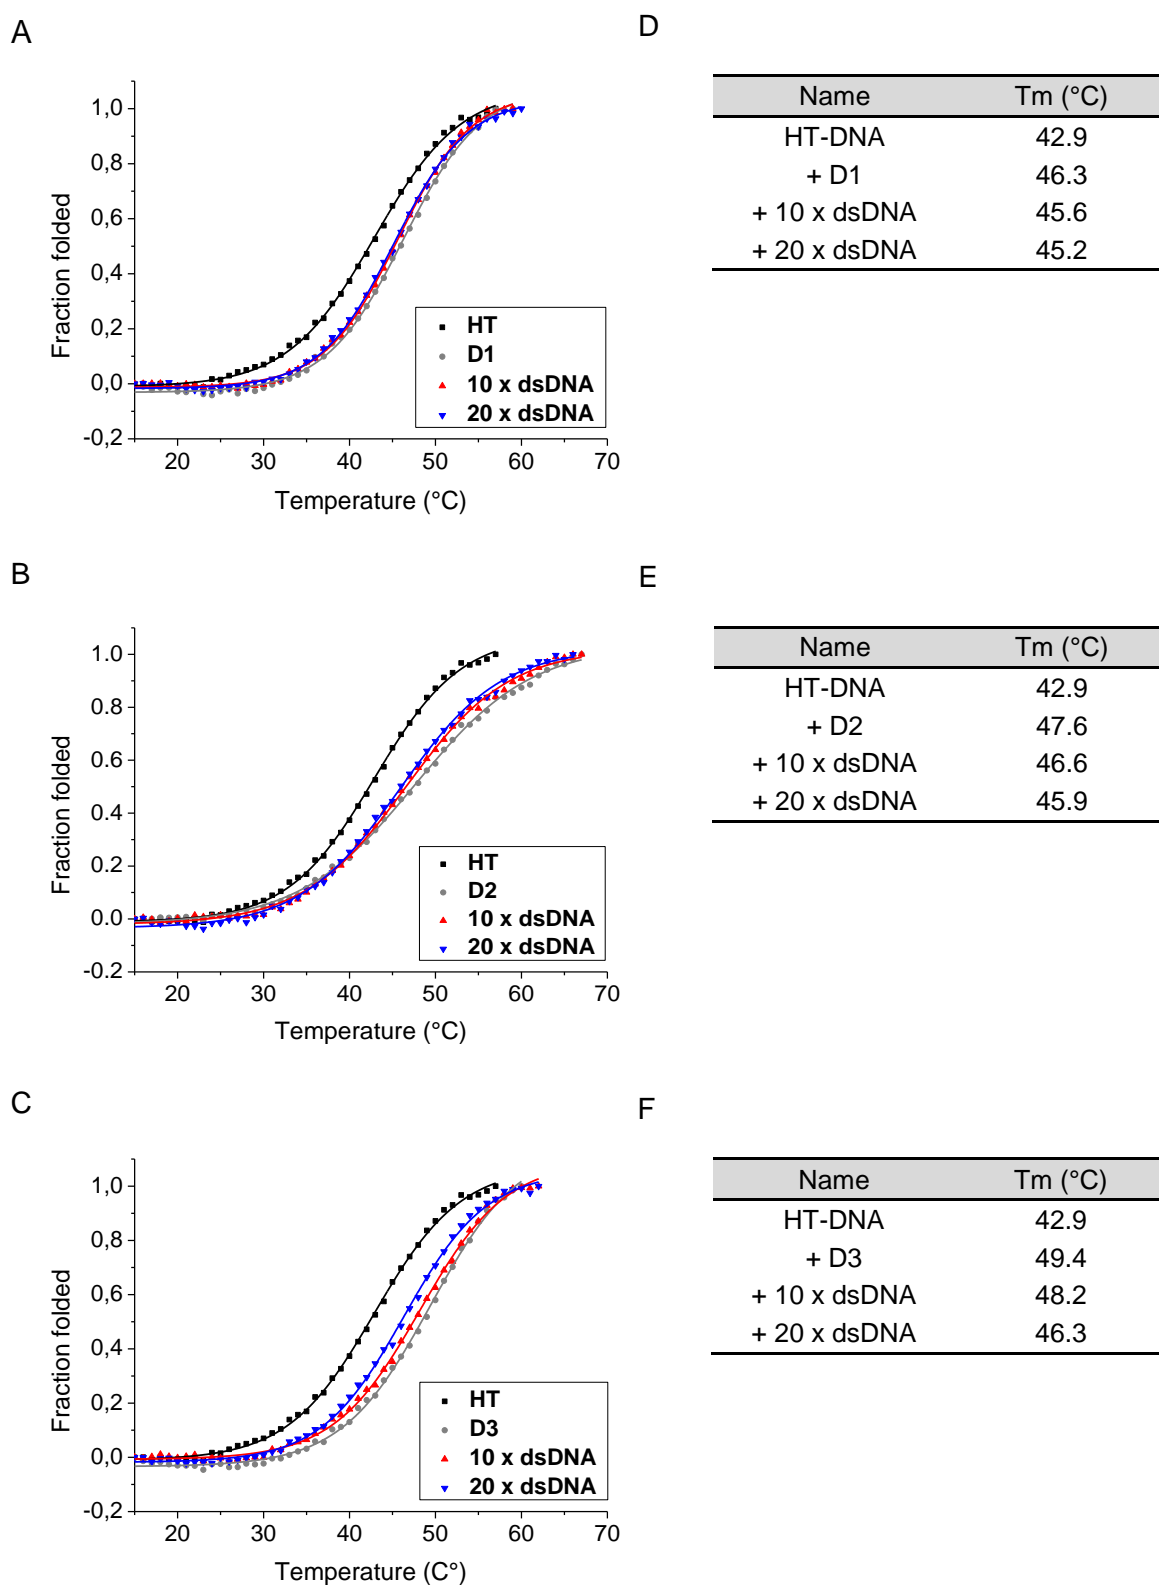 A
1,0
0,8
0,6
0,4
0,2
0,0
-0,2
Fraction folded
20 30 40 50 60 70
Temperature (°C)
HT
D1
10 x dsDNA
20 x dsDNA
D
Name Tm (°C)
HT-DNA 42.9
+ D1 46.3
+ 10 x dsDNA 45.6
+ 20 x dsDNA 45.2
B
1.0
0.8
0.6
0.4
0.2
0.0
-0.2
Fraction folded
20 30 40 50 60 70
Temperature (°C)
HT
D2
10 x dsDNA
20 x dsDNA
E
Name Tm (°C)
HT-DNA 42.9
+ D2 47.6
+ 10 x dsDNA 46.6
+ 20 x dsDNA 45.9
C
1,0
0,8
0,6
0,4
0,2
0,0
-0,2
Fraction folded
20 30 40 50 60 70
Temperature (C°)
HT
D3
10 x dsDNA
20 x dsDNA
F
Name Tm (°C)
HT-DNA 42.9
+ D3 49.4
+ 10 x dsDNA 48.2
+ 20 x dsDNA 46.3